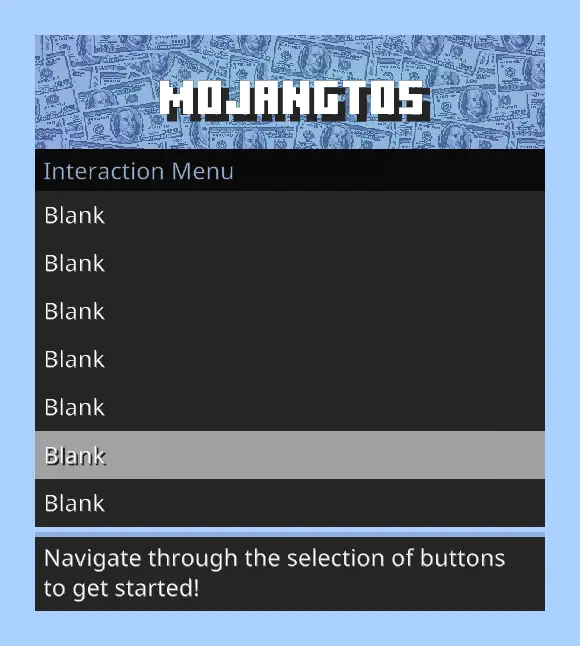 MOJANGTOS
Interaction Menu
Blank
Blank
Blank
Blank
Blank
Blank
Blank
Navigate through the selection of buttons
to get started!